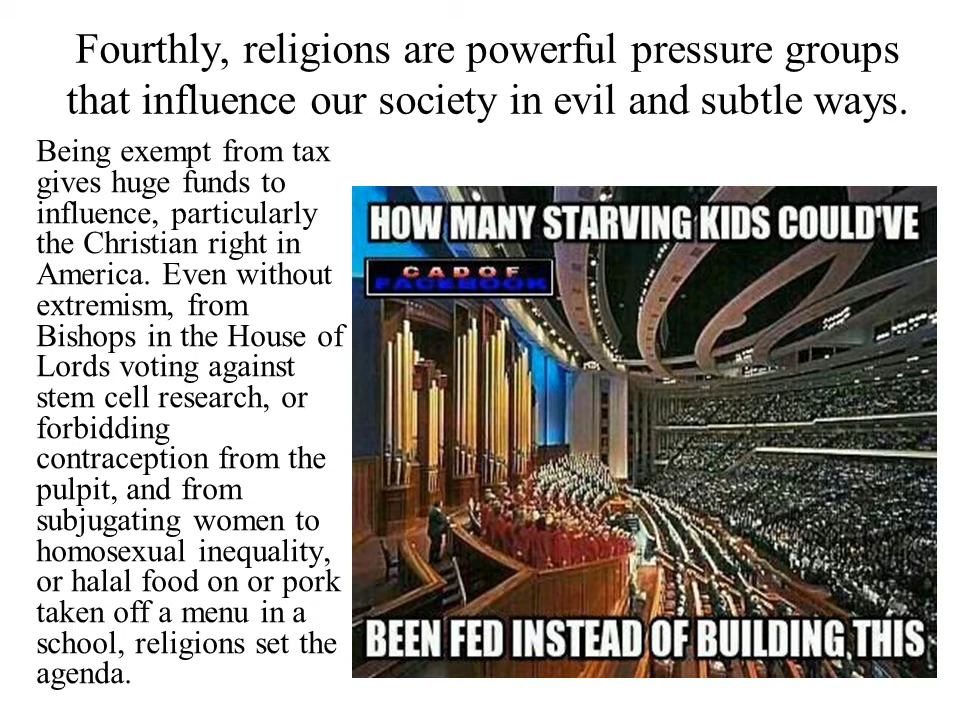 Fourthly, religions are powerful pressure groups
that influence our society in evil and subtle ways.
Being exempt from tax
gives huge funds to
influence, particularly
the Christian right in
America. Even without
extremism, from
Bishops in the House of
Lords voting against
stem cell research, or
forbidding
contraception from the
pulpit, and from
subjugating women to
homosexual inequality,
or halal food on or pork
taken off a menu in a
school, religions set the
agenda.
HOW MANY STARVING KIDS COULD'VE
CADOF
FACEBOOK
BEEN FED INSTEAD OF BUILDING THIS